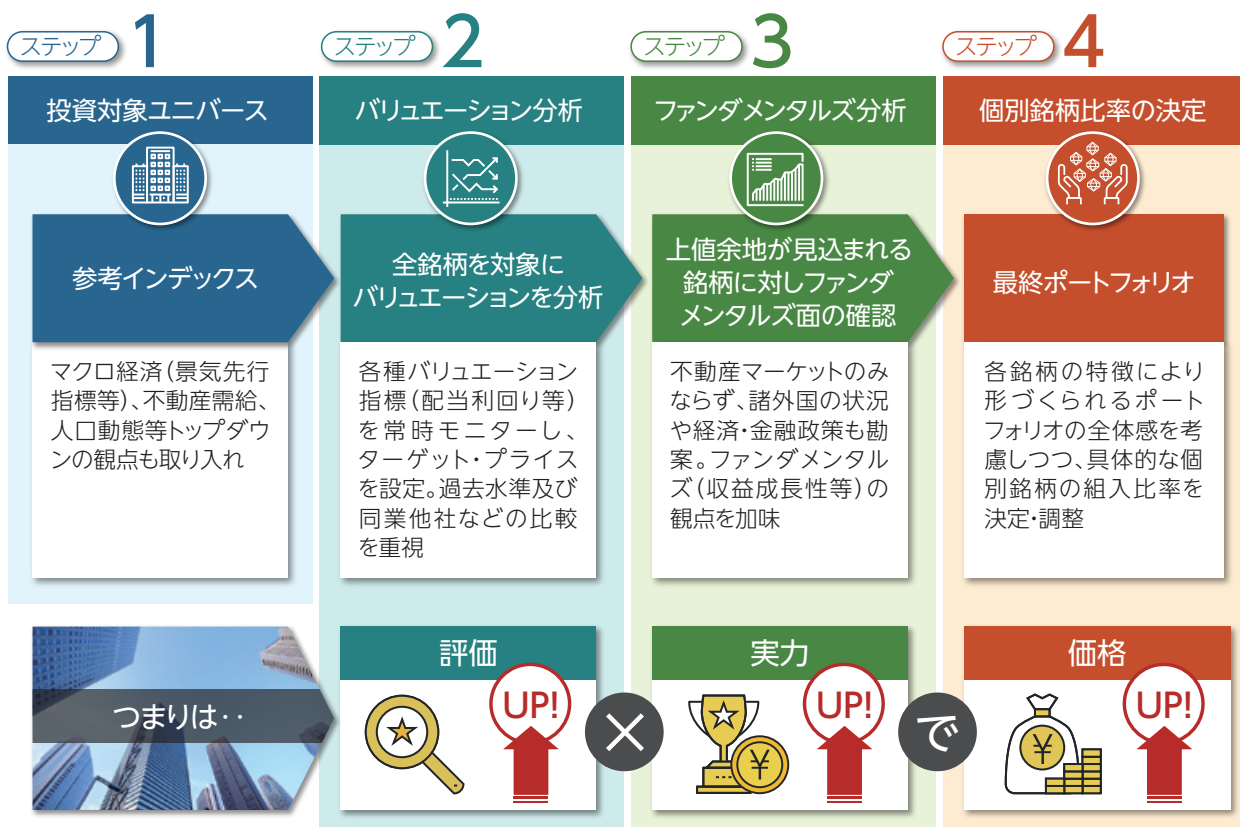 ステップ 1
投資対象ユニバース
参考インデックス
マクロ経済(景気先行
指標等)、不動産需給、
人口動態等トップダウ
ンの観点も取り入れ
ステップ 2
バリュエーション分析
全銘柄を対象に
バリュエーションを分析
各種バリュエーション
指標(配当利回り等)
を常時モニターし、
ターゲット・プライス
を設定。過去水準及び
同業他社などの比較
を重視
ステップ 3
ファンダメンタルズ分析
上値余地が見込まれる
銘柄に対しファンダ
メンタルズ面の確認
不動産マーケットのみ
ならず、諸外国の状況
や経済・金融政策も勘
案。ファンダメンタル
ズ(収益成長性等)の
観点を加味
ステップ 4
個別銘柄比率の決定
最終ポートフォリオ
各銘柄の特徴により
形づくられるポート
フォリオの全体感を考
慮しつつ、具体的な個
別銘柄の組入比率を
決定・調整
つまりは‥
評価
UP!
×
実力
¥
UP!
で
価格
¥
UP!